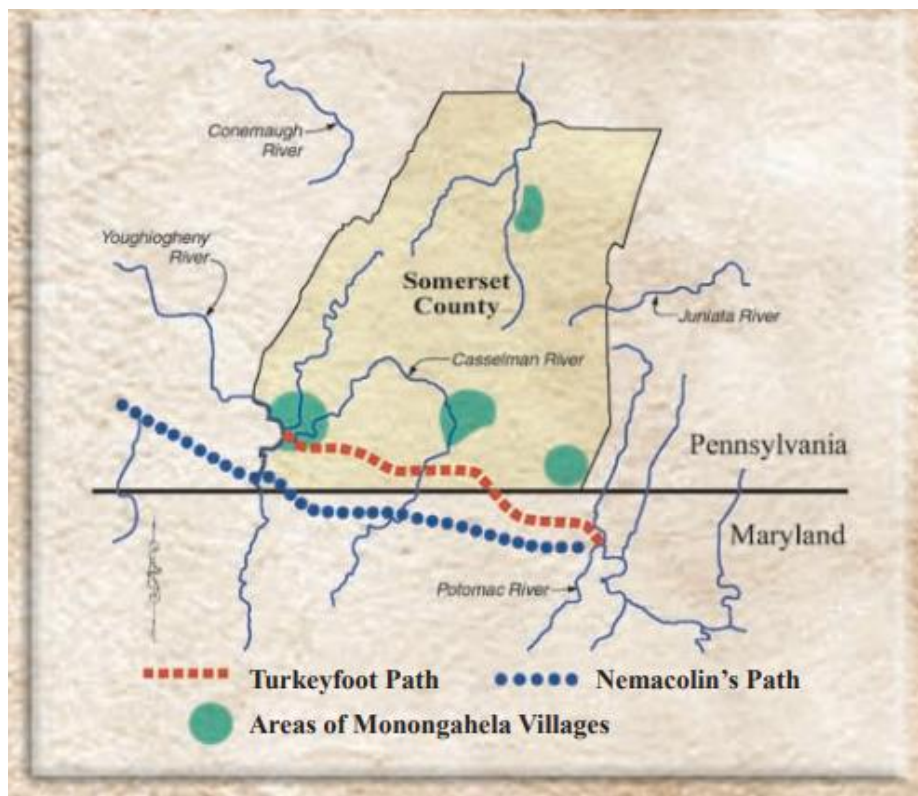 Conemaugh
River
Youghiogheny
River
Somerset
County
Juniata River
Casselman River
Pennsylvania
Maryland
Potomac River
Turkeyfoot Path
Nemacolin's Path
Areas of Monongahela Villages